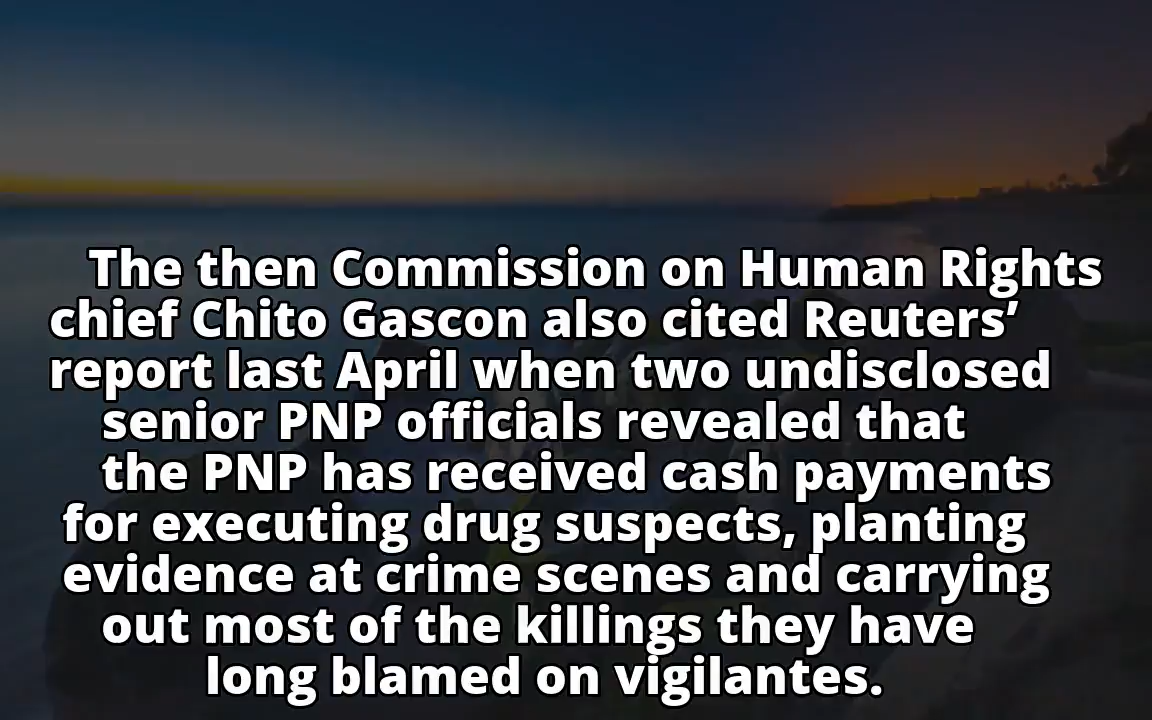 The then Commission on Human Rights
chief Chito Gascon also cited Reuters’
report last April when two undisclosed
senior PNP officials revealed that
the PNP has received cash payments
for executing drug suspects, planting
evidence at crime scenes and carrying
out most of the killings they have
long blamed on vigilantes.